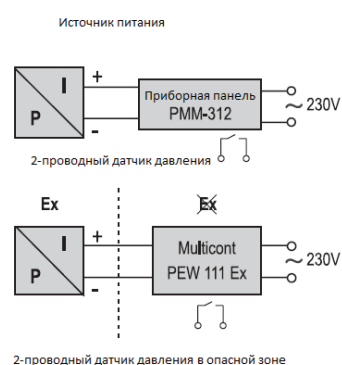 Источник питания
I
P
+
-
Приборная панель
PMM-312
~ 230V
2-проводный датчик давления
Ex
Ex
I
P
+
-
Multicont
PEW 111 Ex
~ 230V
2-проводный датчик давления в опасной зоне